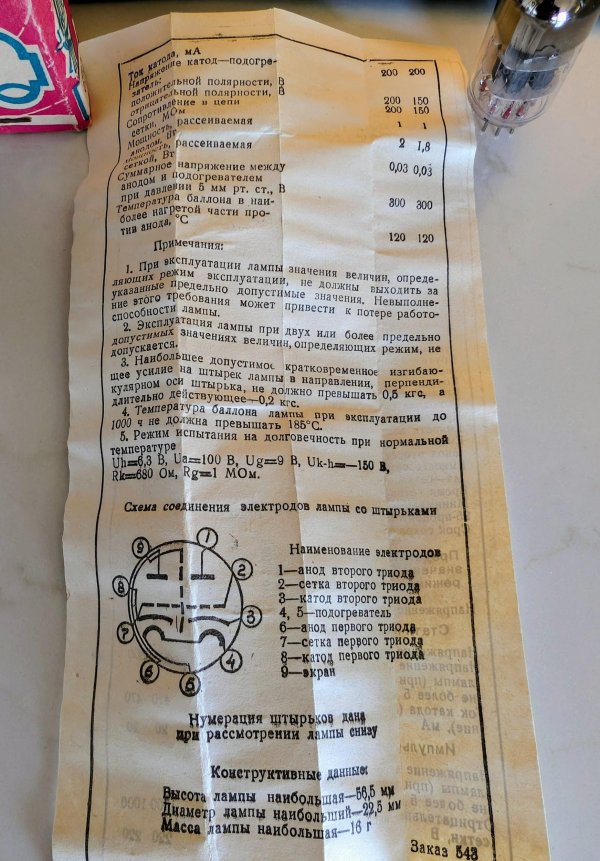 Ток катода, мА 200 200
Напряжение катод—подогре-
затель:
положительной полярности, В 200 150
отрицательной полярности, В 200 150
Сопротивление в цепи
сетки, МОм 1 1
Мощность, рассеиваемая
анодом, 2 1,8
мощность, рассеиваемая
сеткой, Вт 0,03 0,03
Суммарное напряжение между
анодом и подогревателем
при давлении 5 мм рт. ст., В 300 300
Температура баллона в наи-
более нагретой части про-
тив анода, °С 120 120
Примечания:
1. При эксплуатации лампы значения величин, опреде-
ляющих режим эксплуатации, не должны выходить за
указанные предельно допустимые значения. Невыполне-
ние этого требования может привести к потере работо-
способности лампы.
2. Эксплуатация лампы при двух или более предельно
допустимых значениях величин, определяющих режим, не
допускается.
3. Наибольшее допустимое кратковременное изгибаю-
щее усилие на штырек лампы в направлении, перпенди-
кулярном оси штырька, не должно превышать 0,5 кгс, а
длительно действующее—0,2 кгс.
4. Температура баллона лампы при эксплуатации до
1000 ч не должна превышать 185°С.
5. Режим испытания на долговечность при нормальной
температуре
Uh=6,3 В, Ua=100 В, Ug=9 В, Uk-h=—150 В,
Rk=680 Ом, Rg=1 МОм.
Схема соединения электродов лампы со штырьками
Наименование электродов
1—анод второго триода
2—сетка второго триода
3—катод второго триода
4, 5—подогреватель
6—анод первого триода
7—сетка первого триода
8—катод первого триода
9—экран
1
2
3
4
5
6
7
8
9
Нумерация штырьков дана
при рассмотрении лампы снизу
Конструктивные данные:
Высота лампы наибольшая—56,5 мм
Диаметр лампы наибольший—22,5 мм
Масса лампы наибольшая—16 г
Заказ 543